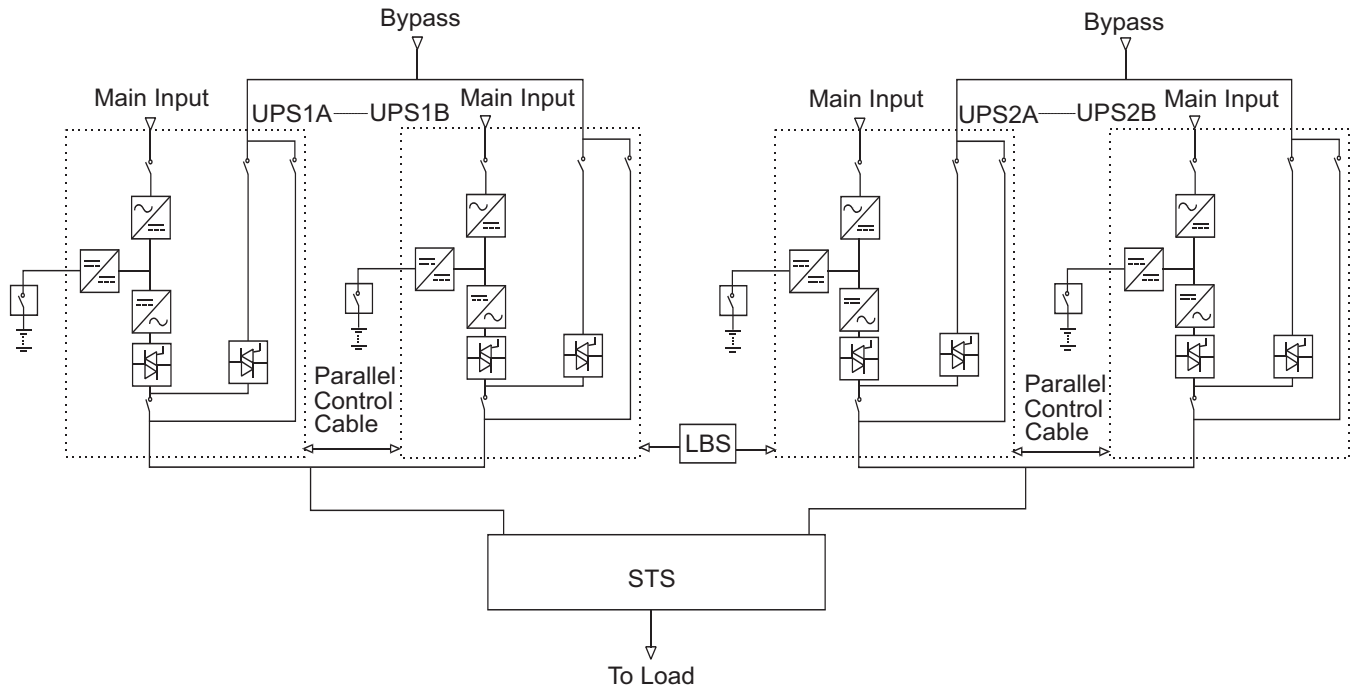 Bypass
Bypass
Main Input
UPS1A
UPS1B
Main Input
Main Input
UPS2A
UPS2B
Main Input
Parallel
Control
Cable
Parallel
Control
Cable
LBS
STS
To Load